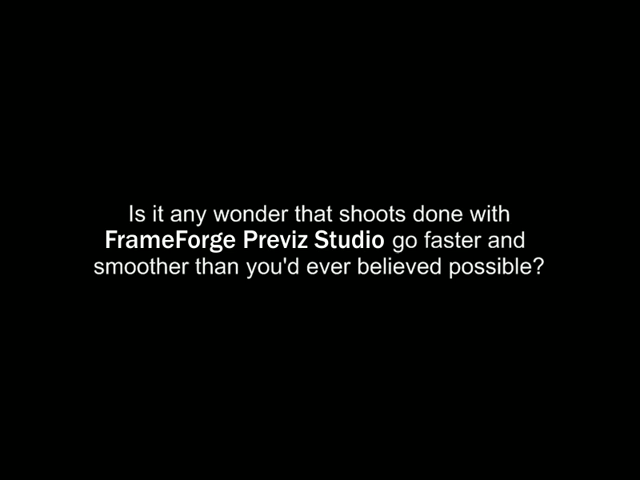 Is it any wonder that shoots done with
FrameForge Previz Studio go faster and
smoother than you'd ever believed possible?